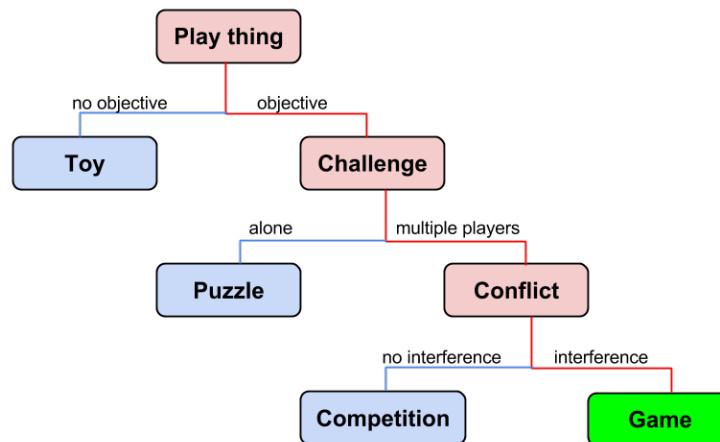 Play thing
no objective
objective
Toy
Challenge
alone
multiple players
Puzzle
Conflict
no interference
interference
Competition
Game